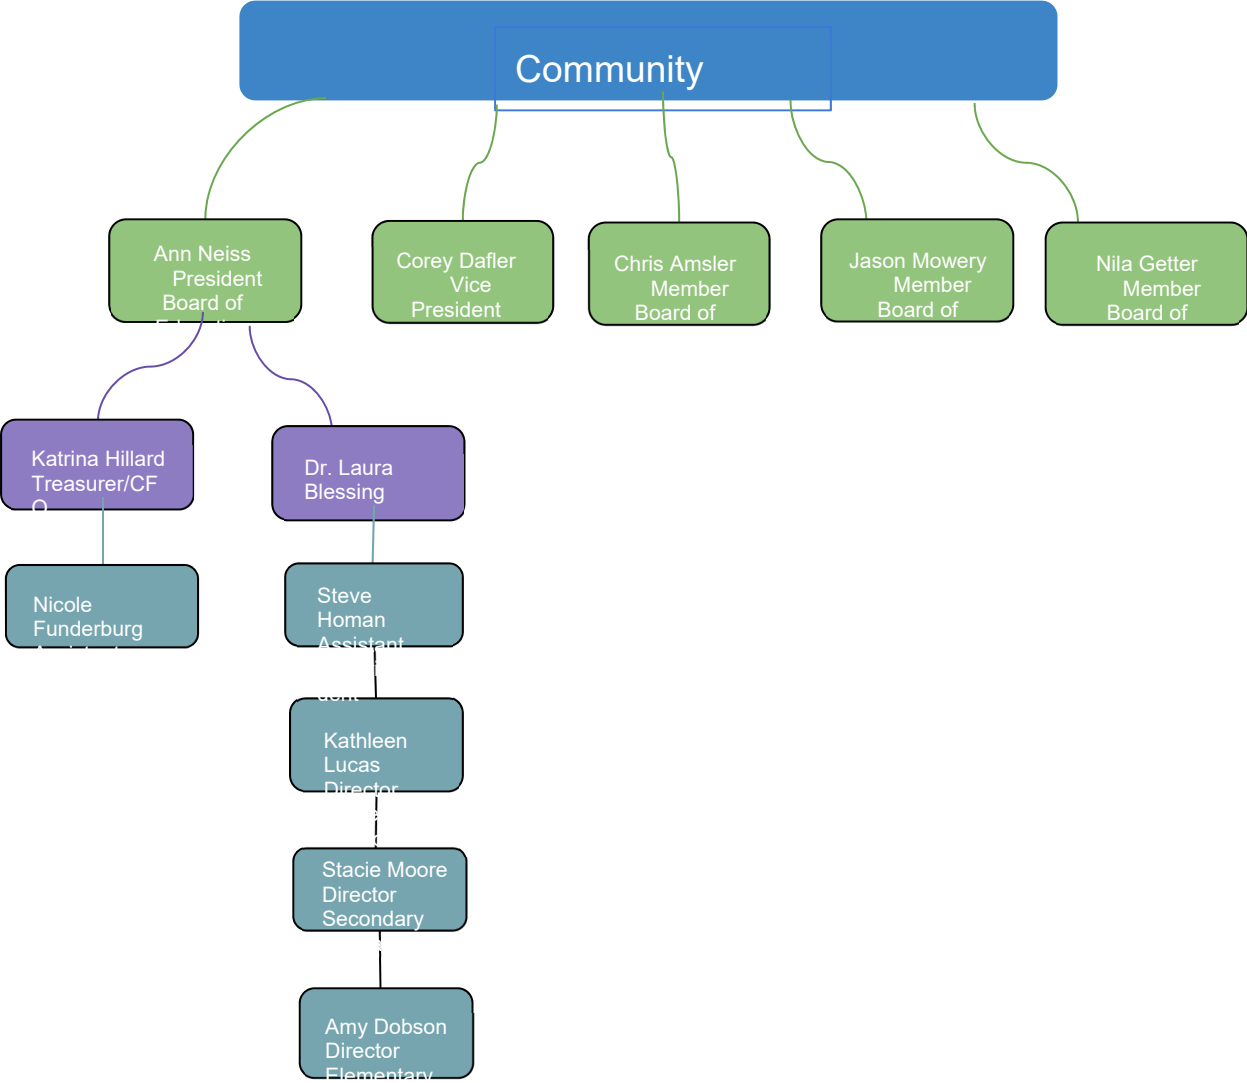 Community
Ann Neiss
President
Board of
Corey Dafler
Vice
President
Chris Amsler
Member
Board of
Jason Mowery
Member
Board of
Nila Getter
Member
Board of
Katrina Hillard
Treasurer/CF
O
Dr. Laura
Blessing
Nicole
Funderburg
Steve
Homan
Assistant
dent
Kathleen
Lucas
Director
Stacie Moore
Director
Secondary
Amy Dobson
Director
Elementary